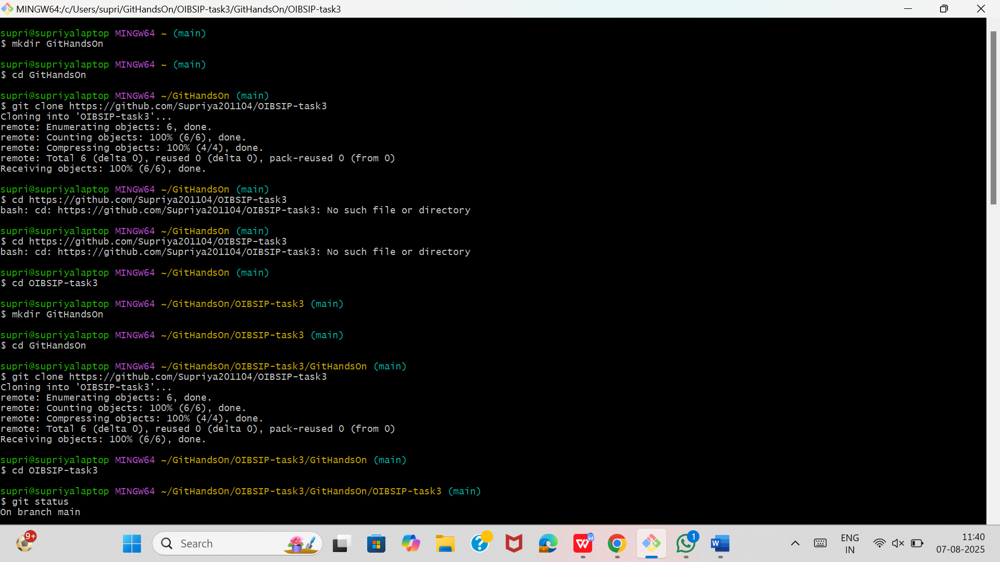 MINGW64:/c/Users/supri/GitHandsOn/OIBSIP-task3/GitHandsOn/OIBSIP-task3
supri@supriyalaptop MINGW64 ~ (main)
$ mkdir GitHandsOn
supri@supriyalaptop MINGW64 ~ (main)
$ cd GitHandsOn
supri@supriyalaptop MINGW64 ~/GitHandsOn (main)
$ git clone https://github.com/Supriya201104/OIBSIP-task3
Cloning into 'OIBSIP-task3'...
remote: Enumerating objects: 6, done.
remote: Counting objects: 100% (6/6), done.
remote: Compressing objects: 100% (4/4), done.
remote: Total 6 (delta 0), reused 0 (delta 0), pack-reused 0 (from 0)
Receiving objects: 100% (6/6), done.
supri@supriyalaptop MINGW64 ~/GitHandsOn (main)
$ cd https://github.com/Supriya201104/OIBSIP-task3
bash: cd: https://github.com/Supriya201104/OIBSIP-task3: No such file or directory
supri@supriyalaptop MINGW64 ~/GitHandsOn (main)
$ cd https://github.com/Supriya201104/OIBSIP-task3
bash: cd: https://github.com/Supriya201104/OIBSIP-task3: No such file or directory
supri@supriyalaptop MINGW64 ~/GitHandsOn (main)
$ cd OIBSIP-task3
supri@supriyalaptop MINGW64 ~/GitHandsOn/OIBSIP-task3 (main)
$ mkdir GitHandsOn
supri@supriyalaptop MINGW64 ~/GitHandsOn/OIBSIP-task3 (main)
$ cd GitHandsOn
supri@supriyalaptop MINGW64 ~/GitHandsOn/OIBSIP-task3/GitHandsOn (main)
$ git clone https://github.com/Supriya201104/OIBSIP-task3
Cloning into 'OIBSIP-task3'...
remote: Enumerating objects: 6, done.
remote: Counting objects: 100% (6/6), done.
remote: Compressing objects: 100% (4/4), done.
remote: Total 6 (delta 0), reused 0 (delta 0), pack-reused 0 (from 0)
Receiving objects: 100% (6/6), done.
supri@supriyalaptop MINGW64 ~/GitHandsOn/OIBSIP-task3/GitHandsOn (main)
$ cd OIBSIP-task3
supri@supriyalaptop MINGW64 ~/GitHandsOn/OIBSIP-task3/GitHandsOn/OIBSIP-task3 (main)
$ git status
On branch main
9+
Search
W
W
1
W
ENG
IN
11:40
07-08-2025